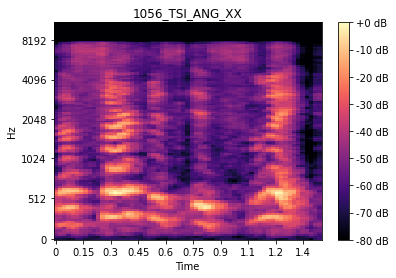 1056_TSI_ANG_XX
8192
4096
2048
1024
512
0
Hz
0 0.15 0.3 0.45 0.6 0.75 0.9 1.1 1.2 1.4
Time
+0 dB
-10 dB
-20 dB
-30 dB
-40 dB
-50 dB
-60 dB
-70 dB
-80 dB